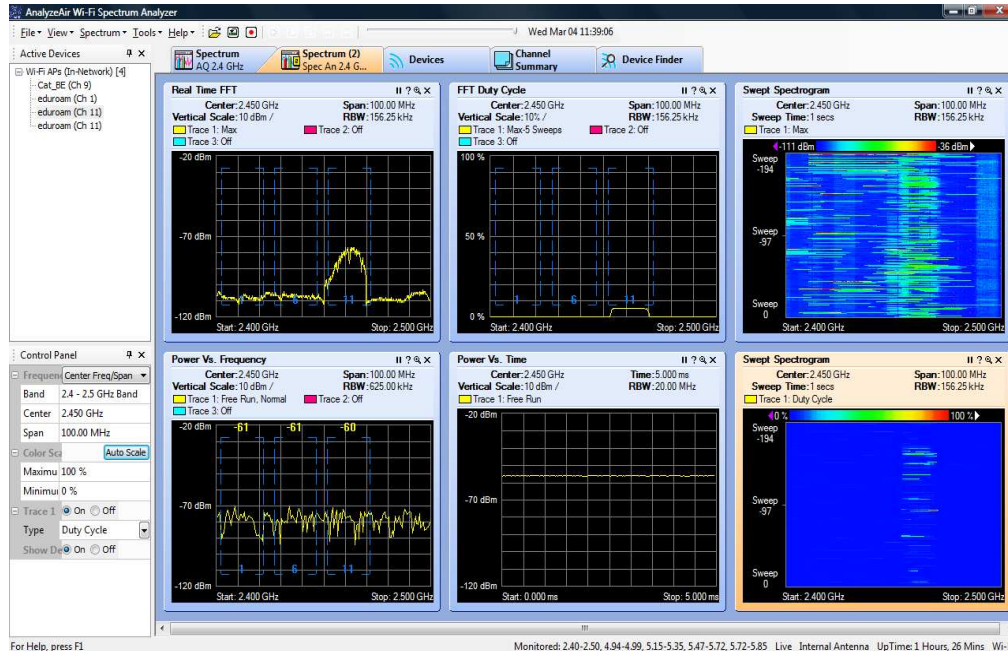 AnalyzeAir Wi-Fi Spectrum Analyzer
File View Spectrum Tools Help Wed Mar 04 11:39:06
Active Devices
Wi-Fi APs (In-Network) [4]
Cat_BE (Ch 9)
eduroam (Ch 1)
eduroam (Ch 11)
eduroam (Ch 11)
Spectrum
AQ 2.4 GHz
Spectrum (2)
Spec An 2.4 G...
Devices
Channel
Summary
Device Finder
Real Time FFT
Center: 2.450 GHz Span: 100.00 MHz
Vertical Scale: 10 dBm / RBW: 156.25 kHz
Trace 1: Max Trace 2: Off
Trace 3: Off
-20 dBm
-70 dBm
1 6 11
-120 dBm
Start: 2.400 GHz Stop: 2.500 GHz
FFT Duty Cycle
Center: 2.450 GHz Span: 100.00 MHz
Vertical Scale: 10% / RBW: 156.25 kHz
Trace 1: Max-5 Sweeps Trace 2: Off
Trace 3: Off
100 %
50 %
1 6 11
0 %
Start: 2.400 GHz Stop: 2.500 GHz
Swept Spectrogram
Center: 2.450 GHz Span: 100.00 MHz
Sweep Time: 1 secs RBW: 156.25 kHz
Trace 1: Max
-111 dBm -36 dBm
Sweep
-194
Sweep
-97
Sweep
0
Start: 2.400 GHz Stop: 2.500 GHz
Control Panel
Frequen Center Freq/Span
Band 2.4 - 2.5 GHz Band
Center 2.450 GHz
Span 100.00 MHz
Color Sca Auto Scale
Maximu 100 %
Minimu 0 %
Trace 1 On Off
Type Duty Cycle
Show De On Off
Power Vs. Frequency
Center: 2.450 GHz Span: 100.00 MHz
Vertical Scale: 10 dBm / RBW: 625.00 kHz
Trace 1: Free Run, Normal Trace 2: Off
Trace 3: Off
-20 dBm -61 -61 -60
-70 dBm
1 6 11
-120 dBm
Start: 2.400 GHz Stop: 2.500 GHz
Power Vs. Time
Center: 2.450 GHz Time: 5.000 ms
Vertical Scale: 10 dBm / RBW: 20.00 MHz
Trace 1: Free Run
-20 dBm
-70 dBm
-120 dBm
Start: 0.000 ms Stop: 5.000 ms
Swept Spectrogram
Center: 2.450 GHz Span: 100.00 MHz
Sweep Time: 1 secs RBW: 156.25 kHz
Trace 1: Duty Cycle
0 % 100 %
Sweep
-194
Sweep
-97
Sweep
0
Start: 2.400 GHz Stop: 2.500 GHz
For Help, press F1
Monitored: 2.40-2.50, 4.94-4.99, 5.15-5.35, 5.47-5.72, 5.72-5.85 Live Internal Antenna UpTime: 1 Hours, 26 Mins Wi-